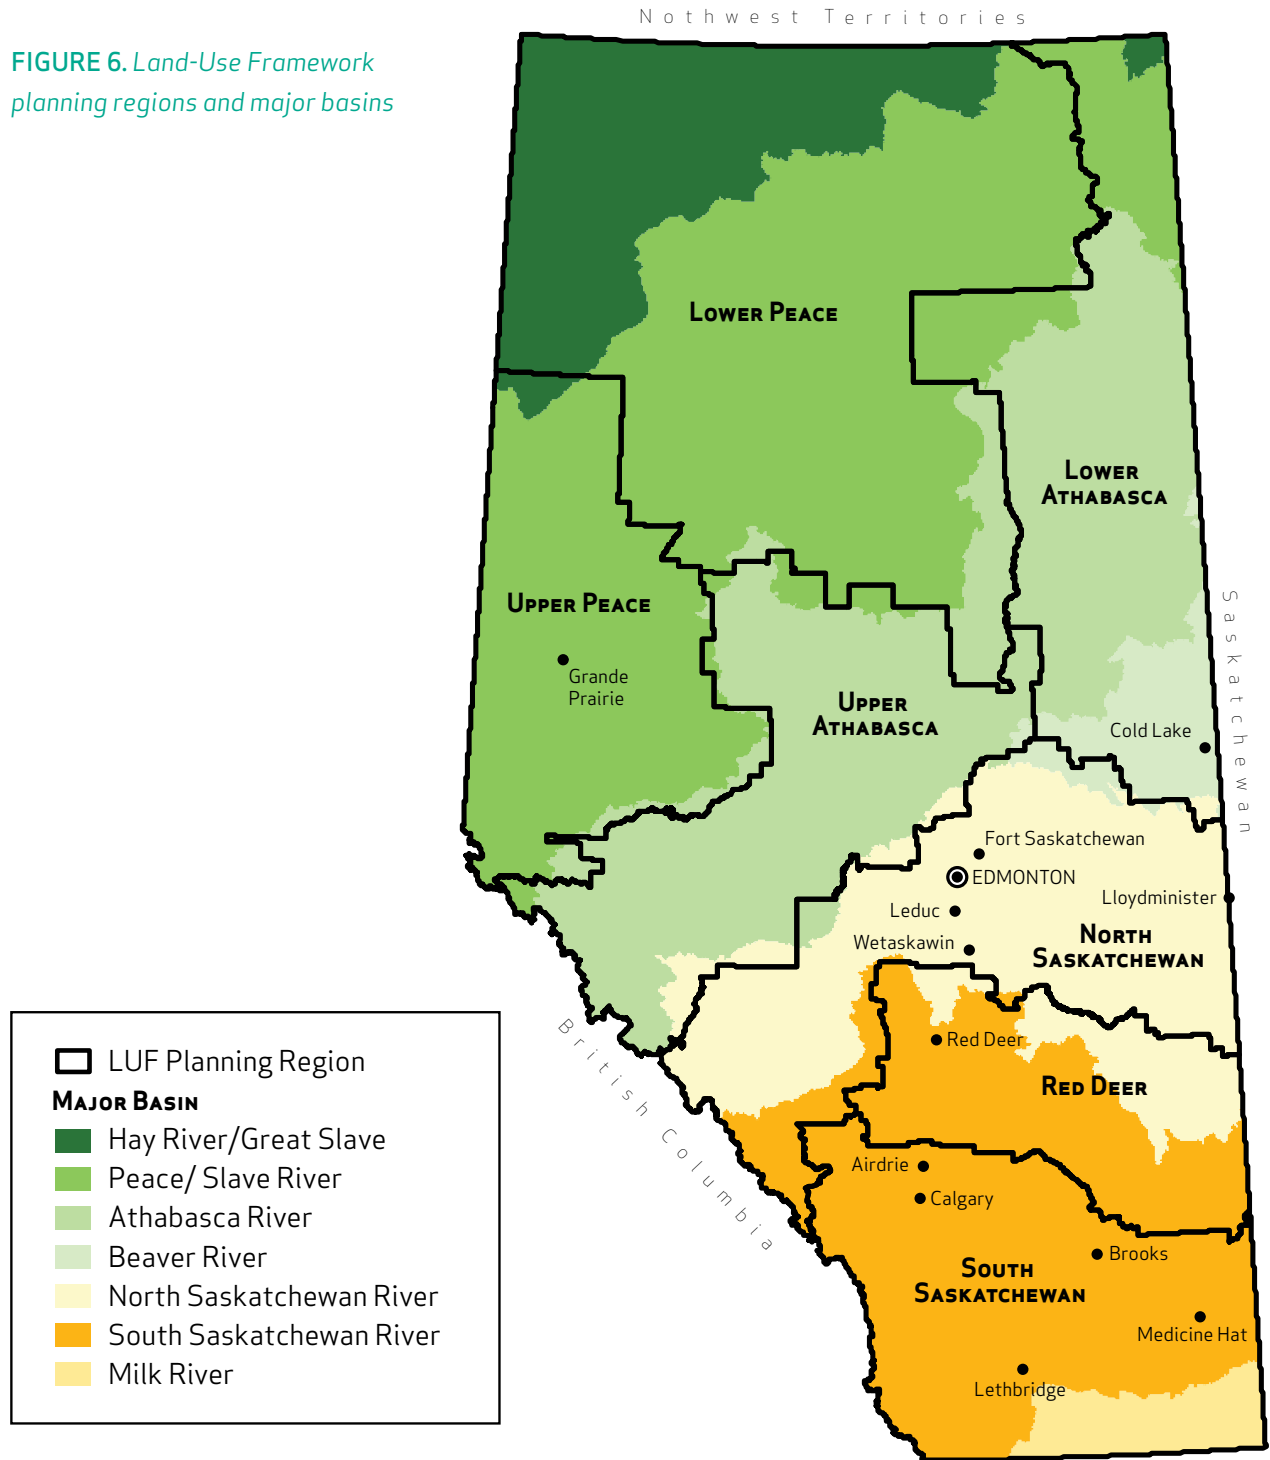 Northwest Territories
FIGURE 6. Land-Use Framework
planning regions and major basins
LOWER PEACE
LOWER
ATHABASCA
UPPER PEACE
Grande
Prairie
UPPER
ATHABASCA
Saskatchewan
Cold Lake
Fort Saskatchewan
EDMONTON
Lloydminister
Leduc
Wetaskawin
NORTH
SASKATCHEWAN
British Columbia
Red Deer
RED DEER
Airdrie
Calgary
Brooks
SOUTH
SASKATCHEWAN
Medicine Hat
Lethbridge
LUF Planning Region
MAJOR BASIN
Hay River/Great Slave
Peace/ Slave River
Athabasca River
Beaver River
North Saskatchewan River
South Saskatchewan River
Milk River